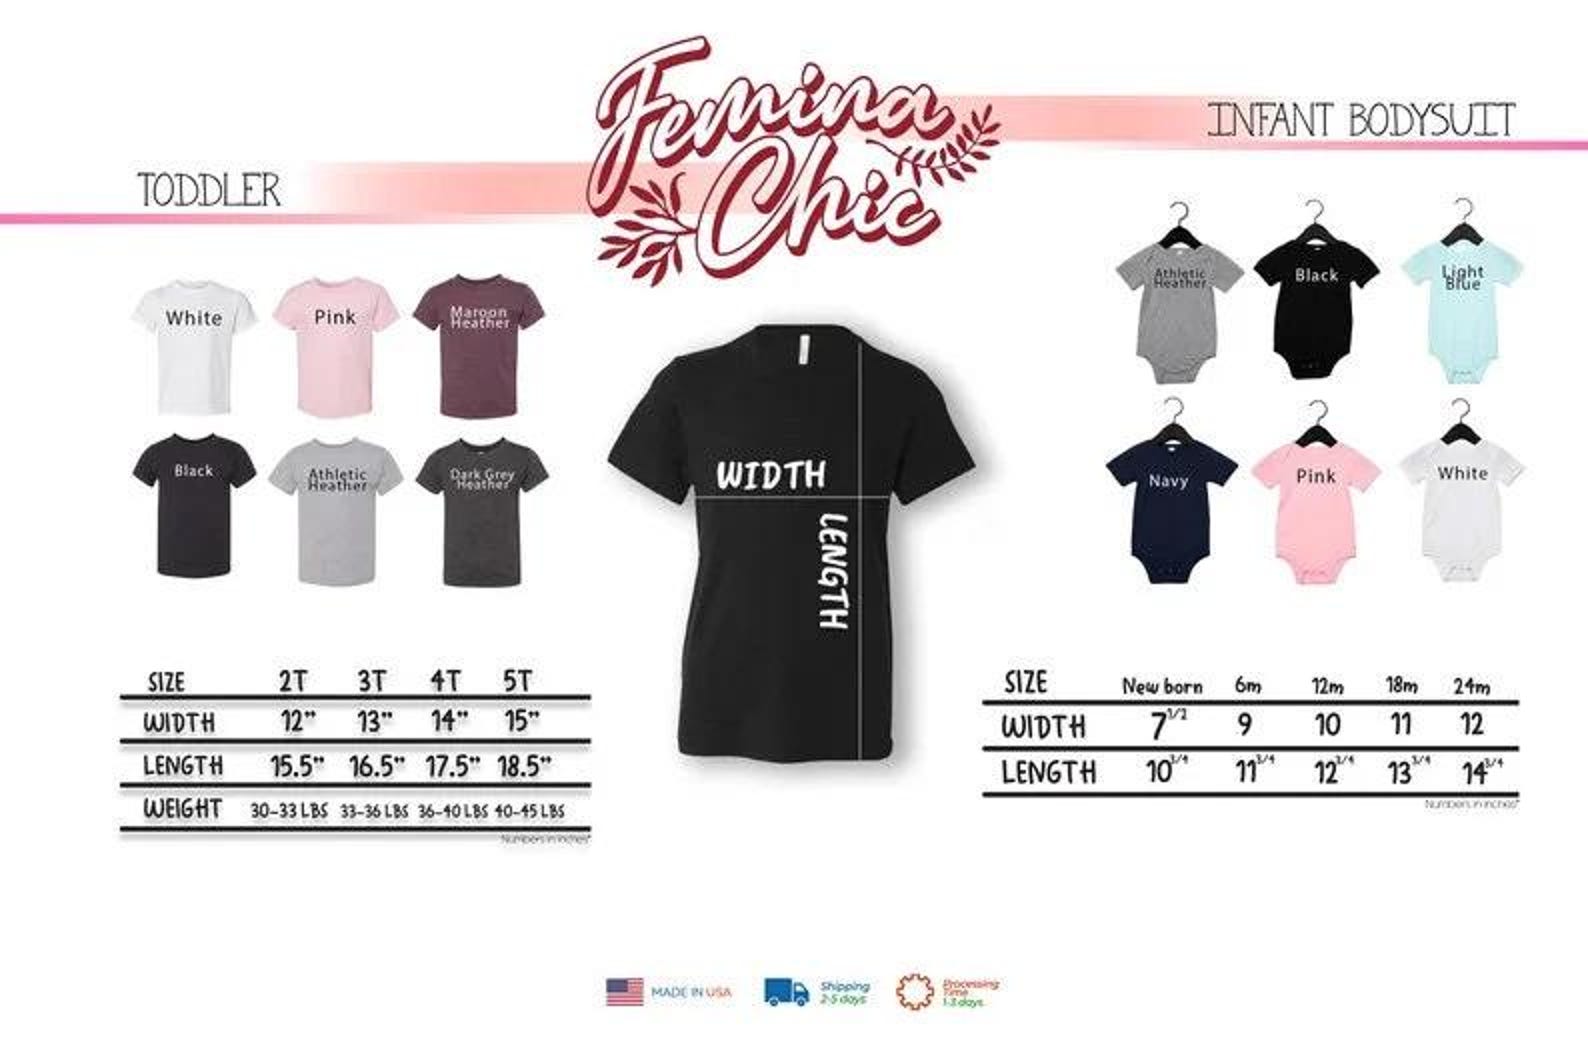 Femina
Chic
TODDLER
INFANT BODYSUIT
White
Pink
Maroon
Heather
Black
Athletic
Heather
Dark Grey
Heather
WIDTH
LENGTH
Athletic
Heather
Black
Light
Blue
Navy
Pink
White
SIZE 2T 3T 4T 5T
WIDTH 12" 13" 14" 15"
LENGTH 15.5" 16.5" 17.5" 18.5"
WEIGHT 30-33 LBS 33-36 LBS 36-40 LBS 40-45 LBS
Numbers in inches*
SIZE New born 6m 12m 18m 24m
WIDTH 7 1/2 9 10 11 12
LENGTH 10 3/4 11 3/4 12 3/4 13 3/4 14 3/4
Numbers in inches*
MADE IN USA
Shipping
2-5 days
Processing
Time
1-3 days